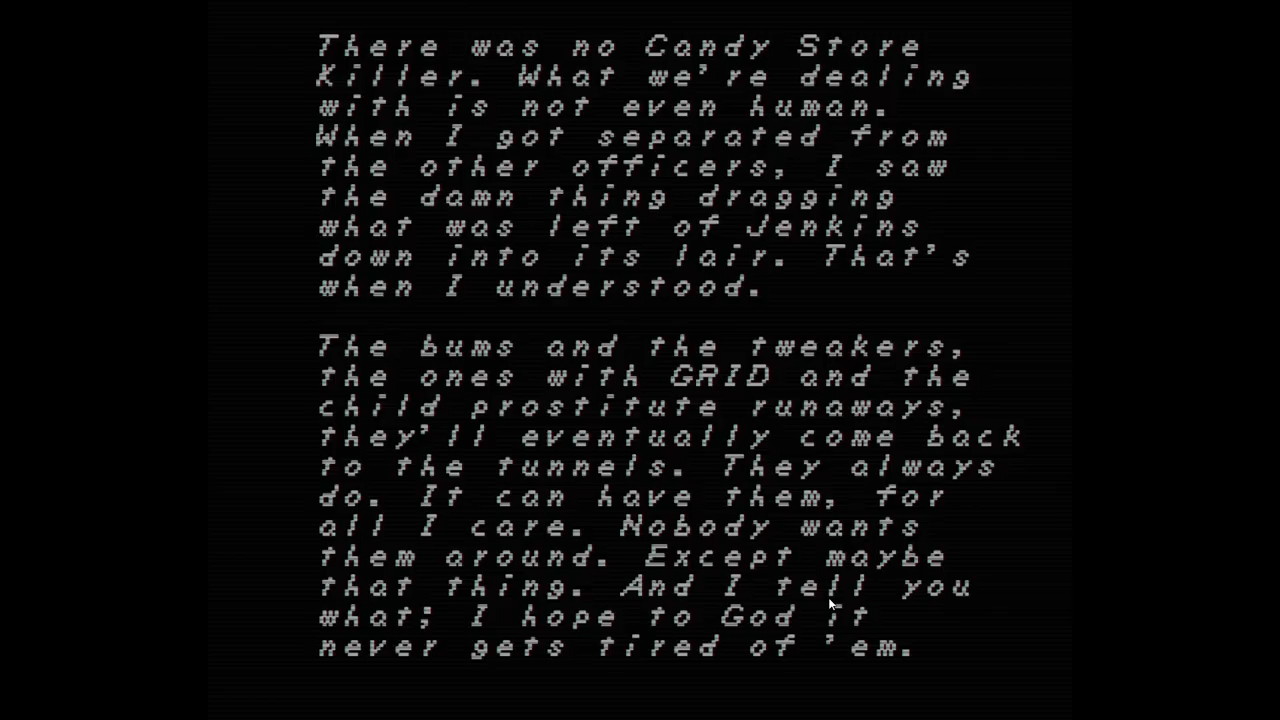 There was no Candy Store
Killer. What we're dealing
with is not even human.
When I got separated from
the other officers, I saw
the damn thing dragging
what was left of Jenkins
down into its lair. That's
when I understood.
The bums and the tweakers,
the ones with GRID and the
child prostitute runaways,
they'll eventually come back
to the tunnels. They always
do. It can have them, for
all I care. Nobody wants
them around. Except maybe
that thing. And I tell you
what; I hope to God it
never gets tired of 'em.